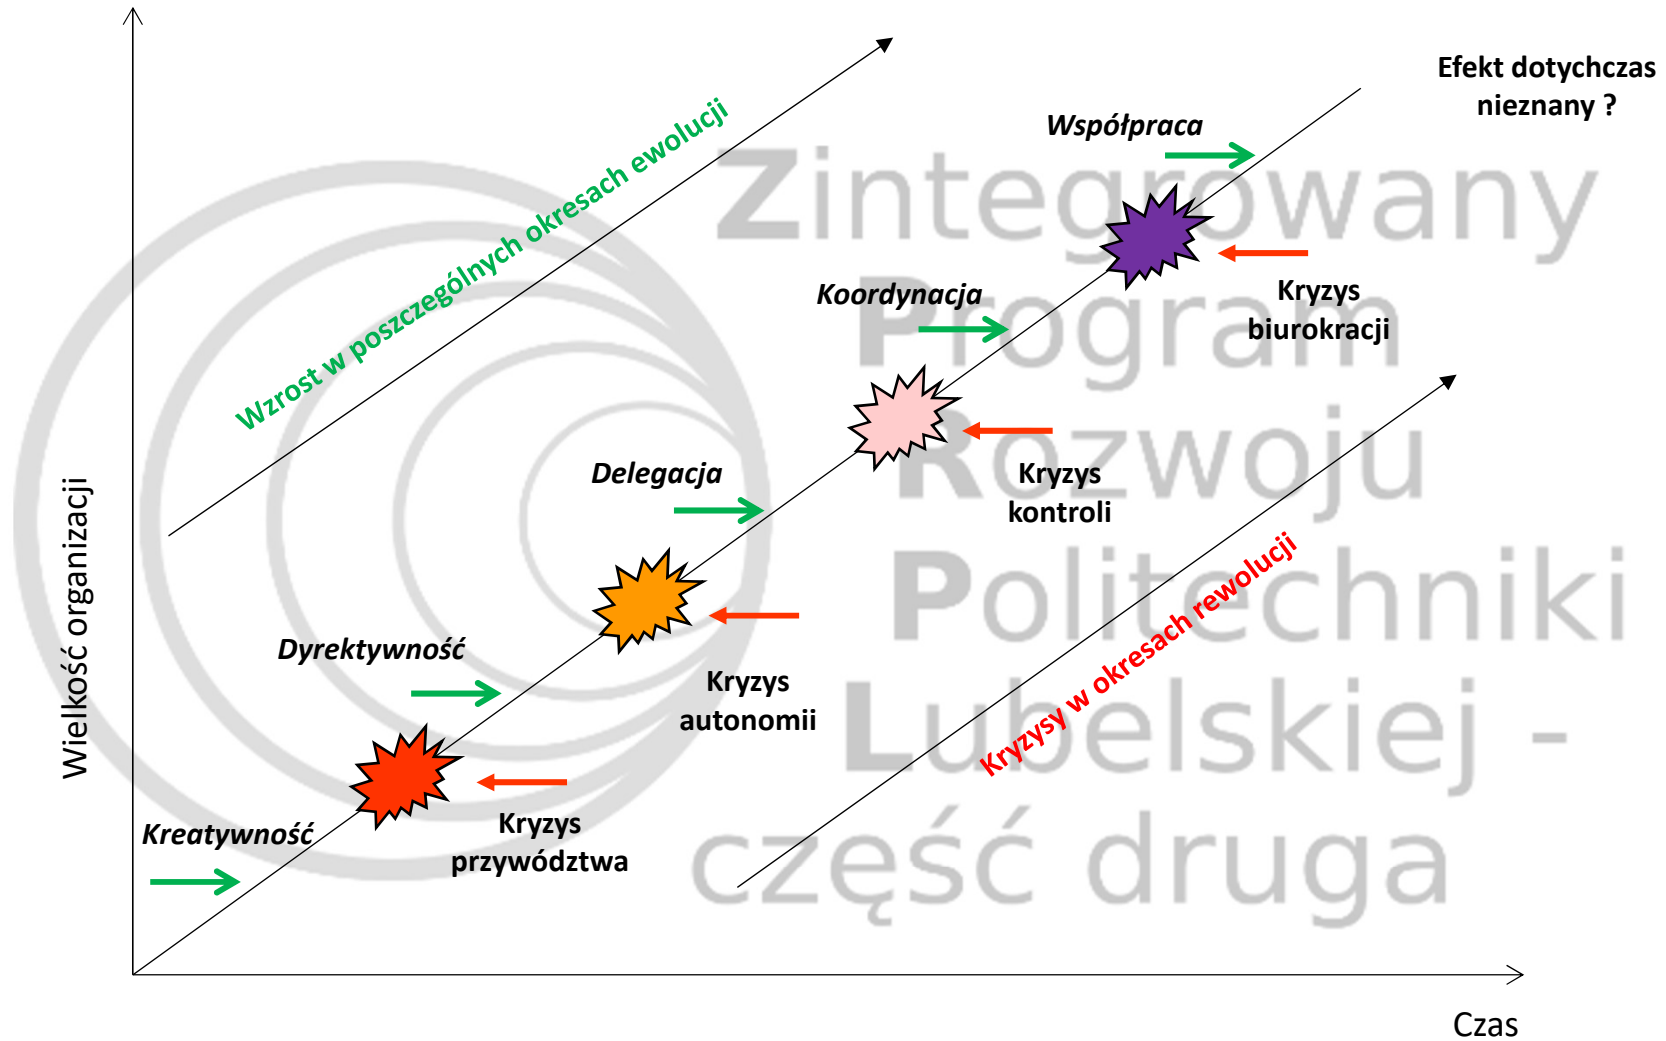 Efekt dotychczas
nieznany ?
Współpraca
Wzrost w poszczególnych okresach ewolucji
Zintegrowany
Koordynacja
Kryzys
biurokracji
Program
Rozwoju
Delegacja
Kryzys
kontroli
Wielkość organizacji
Politechniki
Kryzysy w okresach rewolucji
Dyrektywność
Kryzys
autonomii
Lubelskiej -
Kreatywność
Kryzys
przywództwa
część druga
Czas